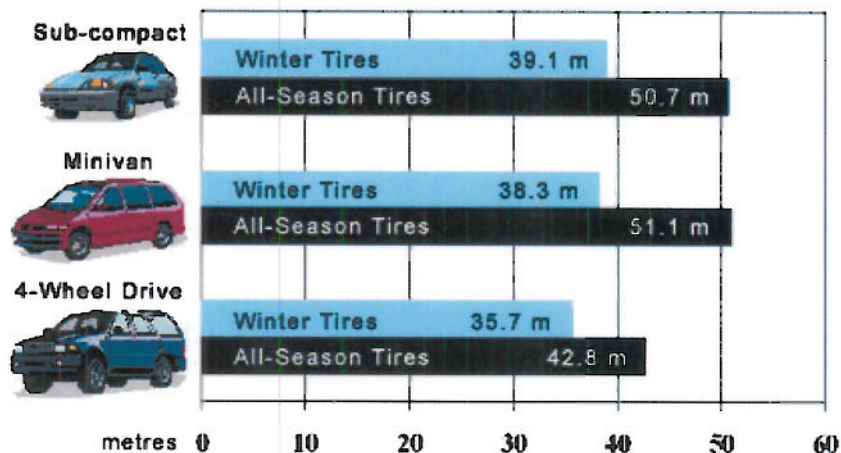 Sub-compact
Winter Tires 39.1 m
All-Season Tires 50.7 m
Minivan
Winter Tires 38.3 m
All-Season Tires 51.1 m
4-Wheel Drive
Winter Tires 35.7 m
All-Season Tires 42.8 m
metres 0 10 20 30 40 50 60